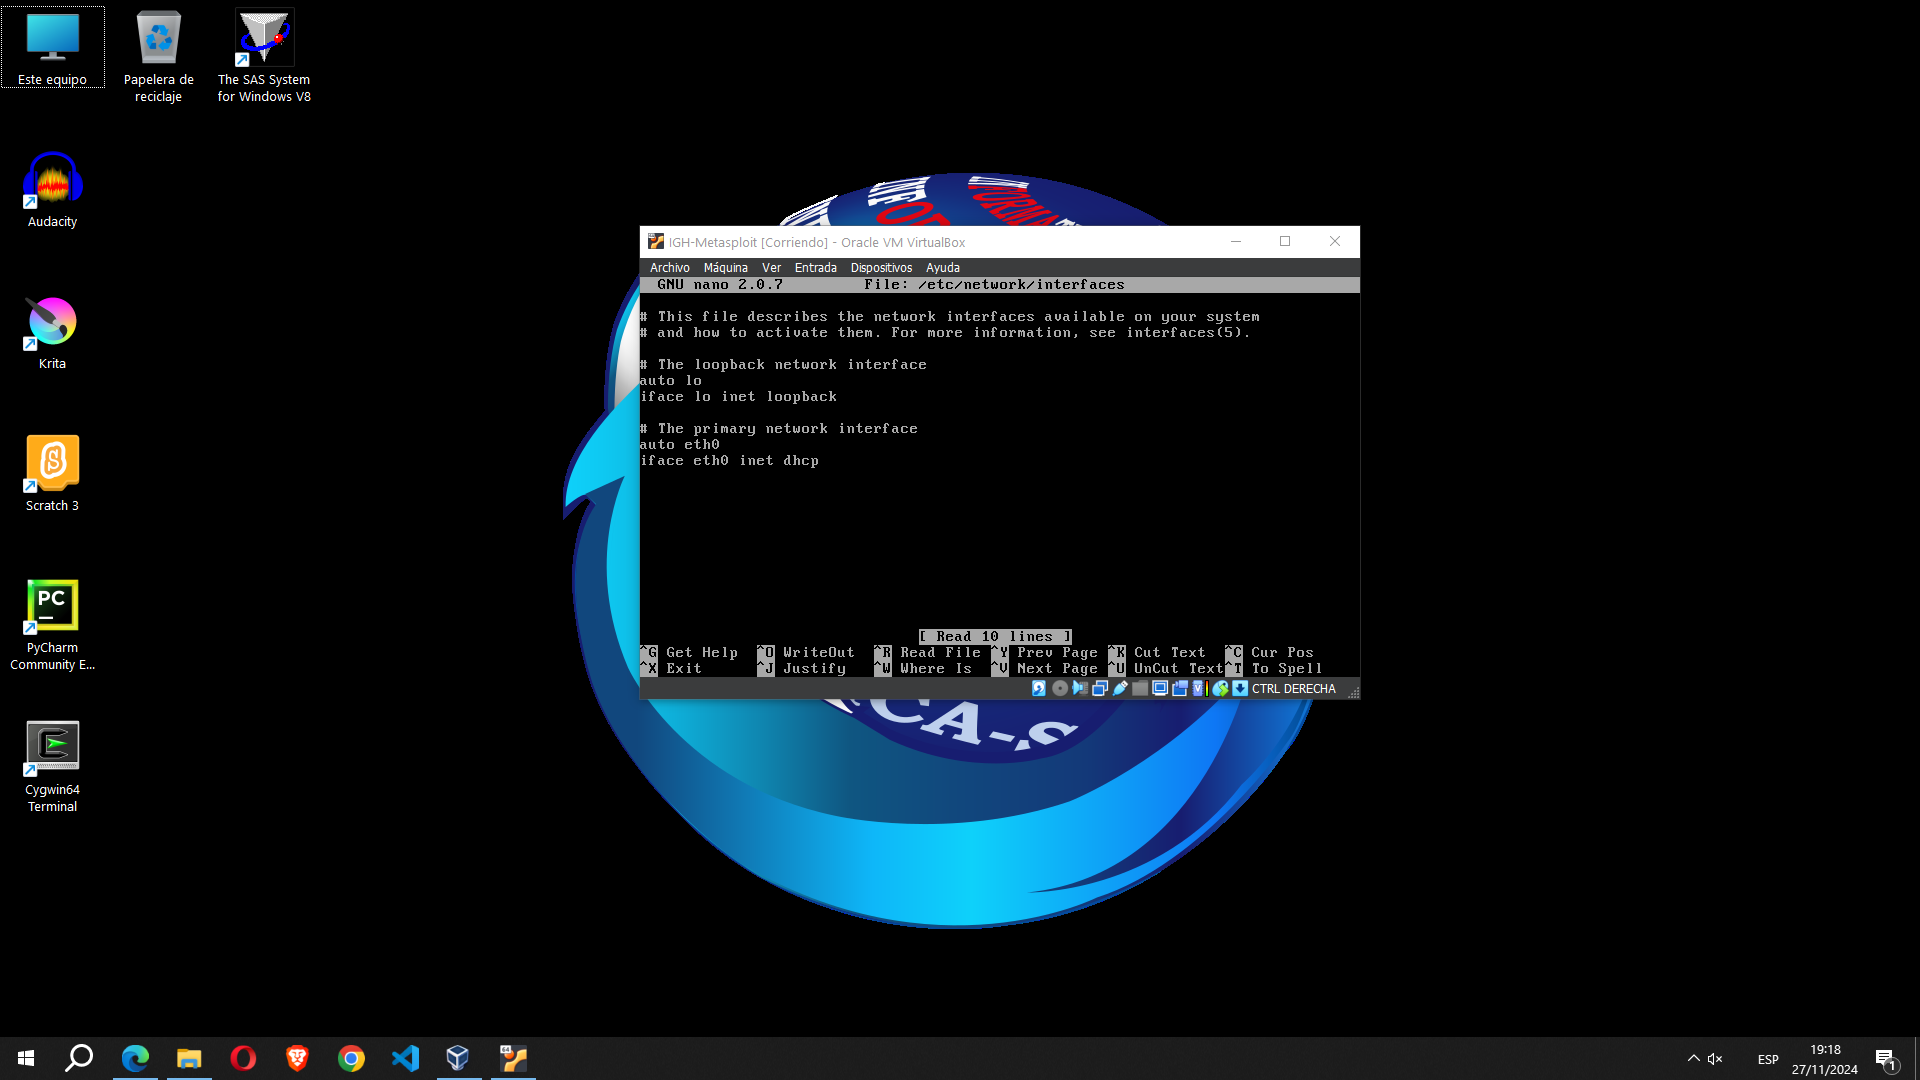 Este equipo
Papelera de
reciclaje
The SAS System
for Windows V8
Audacity
Krita
Scratch 3
PC
PyCharm
Community E...
Cygwin64
Terminal
IGH-Metasploit [Corriendo] - Oracle VM VirtualBox
Archivo Máquina Ver Entrada Dispositivos Ayuda
GNU nano 2.0.7 File: /etc/network/interfaces
# This file describes the network interfaces available on your system
# and how to activate them. For more information, see interfaces(5).
# The loopback network interface
auto lo
iface lo inet loopback
# The primary network interface
auto eth0
iface eth0 inet dhcp
[ Read 10 lines ]
^G Get Help ^O WriteOut ^R Read File ^Y Prev Page ^K Cut Text ^C Cur Pos
^X Exit ^J Justify ^W Where Is ^V Next Page ^U UnCut Text ^T To Spell
CTRL DERECHA
CA-S
ESP
19:18
27/11/2024
1